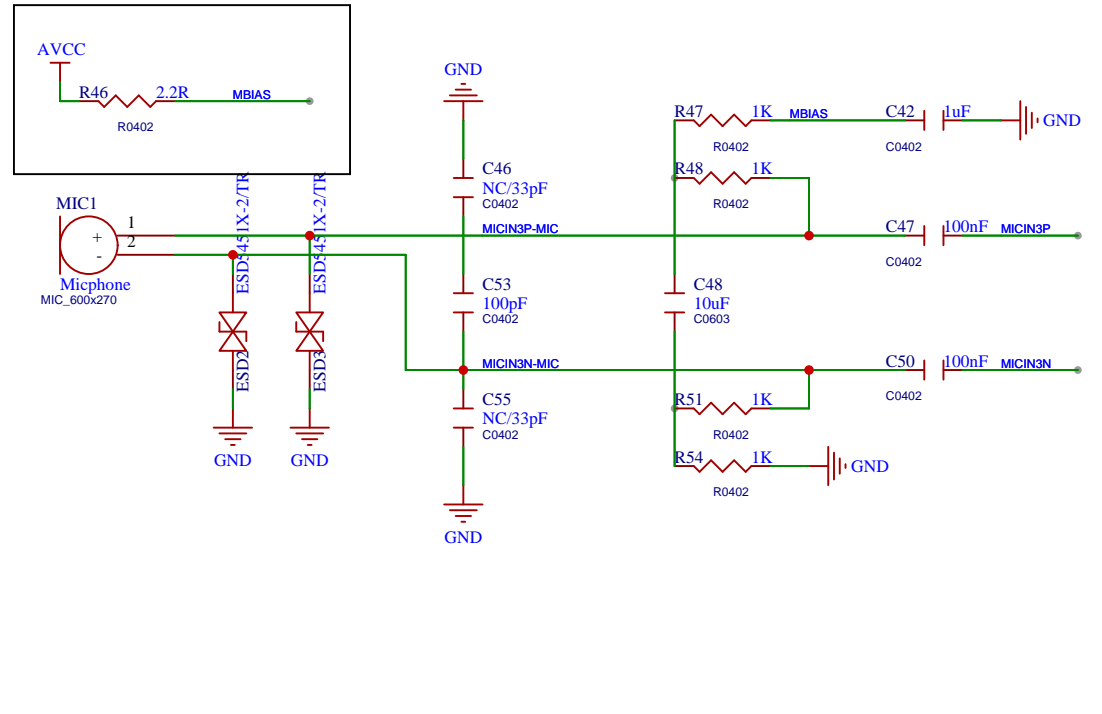 AVCC
R46 2.2R MBIAS
R0402
MIC1
1
2
+
-
Micphone
MIC_600x270
ESD5451X-2/TR
ESD2
GND
ESD5451X-2/TR
ESD3
GND
GND
C46
NC/33pF
C0402
MICIN3P-MIC
C53
100pF
C0402
MICIN3N-MIC
C55
NC/33pF
C0402
GND
R47 1K MBIAS
R0402
R48 1K
R0402
C48
10uF
C0603
R51 1K
R0402
R54 1K GND
R0402
C42 1uF GND
C0402
C47 100nF MICIN3P
C0402
C50 100nF MICIN3N
C0402